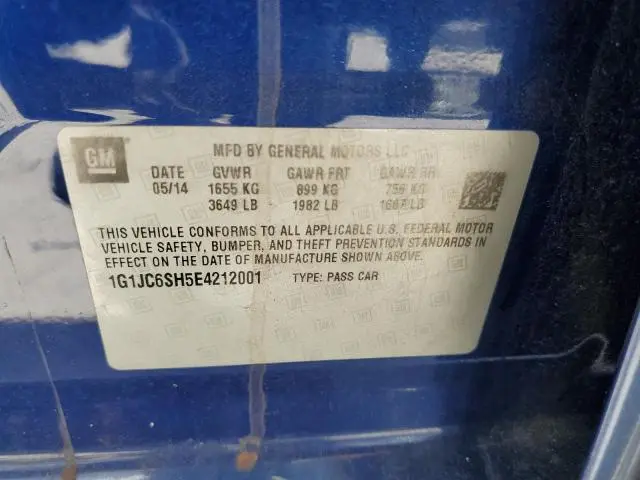 GM
MFD BY GENERAL MOTORS LLC
DATE GVWR GAWR FRT GAWR RR
05/14 1655 KG 899 KG 756 KG
3649 LB 1982 LB 1667 LB
THIS VEHICLE CONFORMS TO ALL APPLICABLE U.S. FEDERAL MOTOR
VEHICLE SAFETY, BUMPER, AND THEFT PREVENTION STANDARDS IN
EFFECT ON THE DATE OF MANUFACTURE SHOWN ABOVE.
1G1JC6SH5E4212001 TYPE: PASS CAR